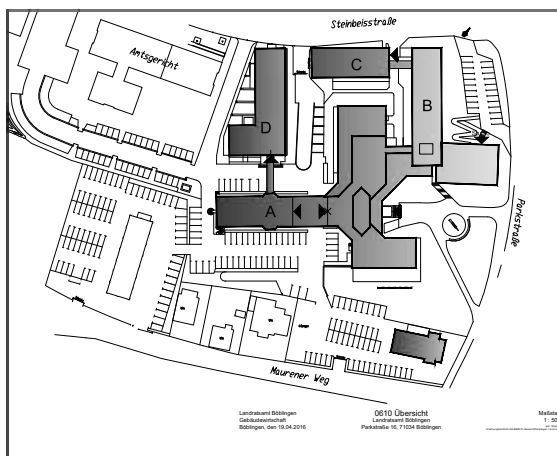 Steinbeisstraße
Amtsgericht
C
B
D
A
Parkstraße
Maurener Weg
Landratsamt Böblingen
Gebäudewirtschaft
Böblingen, den 19.04.2016
0610 Übersicht
Landratsamt Böblingen
Parkstraße 16, 71034 Böblingen